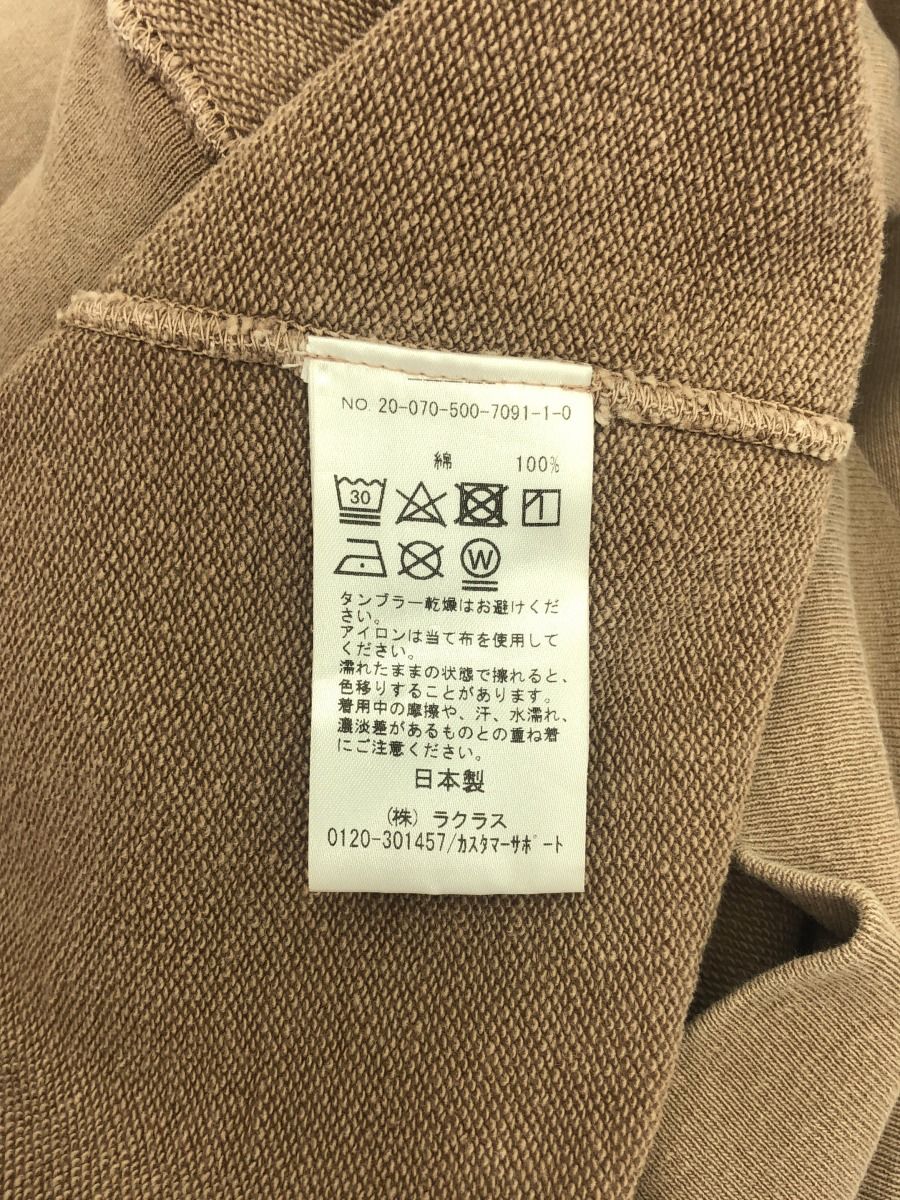 NO. 20-070-500-7091-1-0
綿 100%
30
W
タンブラー乾燥はお避けくだ
さい。
アイロンは当て布を使用して
ください。
濡れたままの状態で擦れると、
色移りすることがあります。
着用中の摩擦や、汗、水濡れ、
濃淡差があるものとの重ね着
にご注意ください。
日本製
(株) ラクラス
0120-301457/ｶｽﾀﾏｰｻﾎﾟｰﾄ